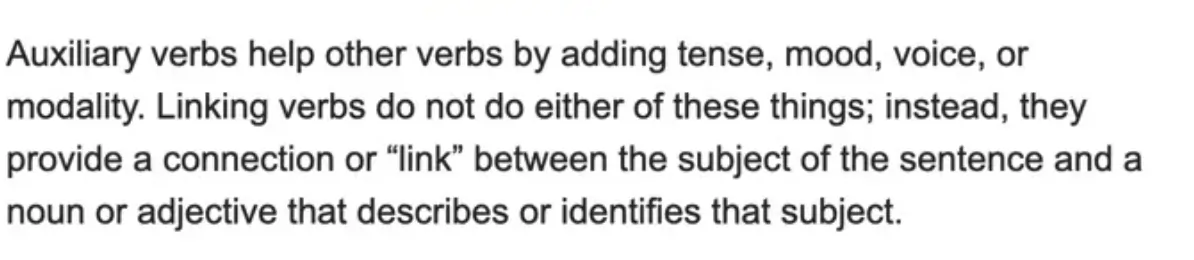 Auxiliary verbs help other verbs by adding tense, mood, voice, or
modality. Linking verbs do not do either of these things; instead, they
provide a connection or “link” between the subject of the sentence and a
noun or adjective that describes or identifies that subject.